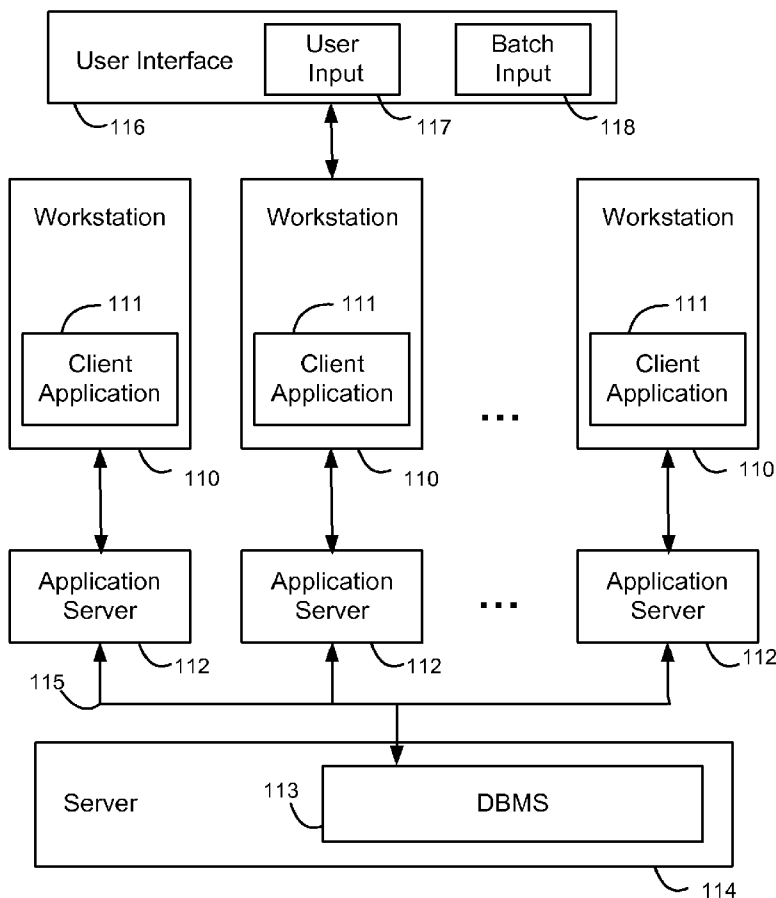 User Interface
User
Input
Batch
Input
116
117
118
Workstation
Workstation
Workstation
111
111
111
Client
Application
Client
Application
Client
Application
...
110
110
110
Application
Server
Application
Server
Application
Server
...
112
112
112
115
Server
113
DBMS
114